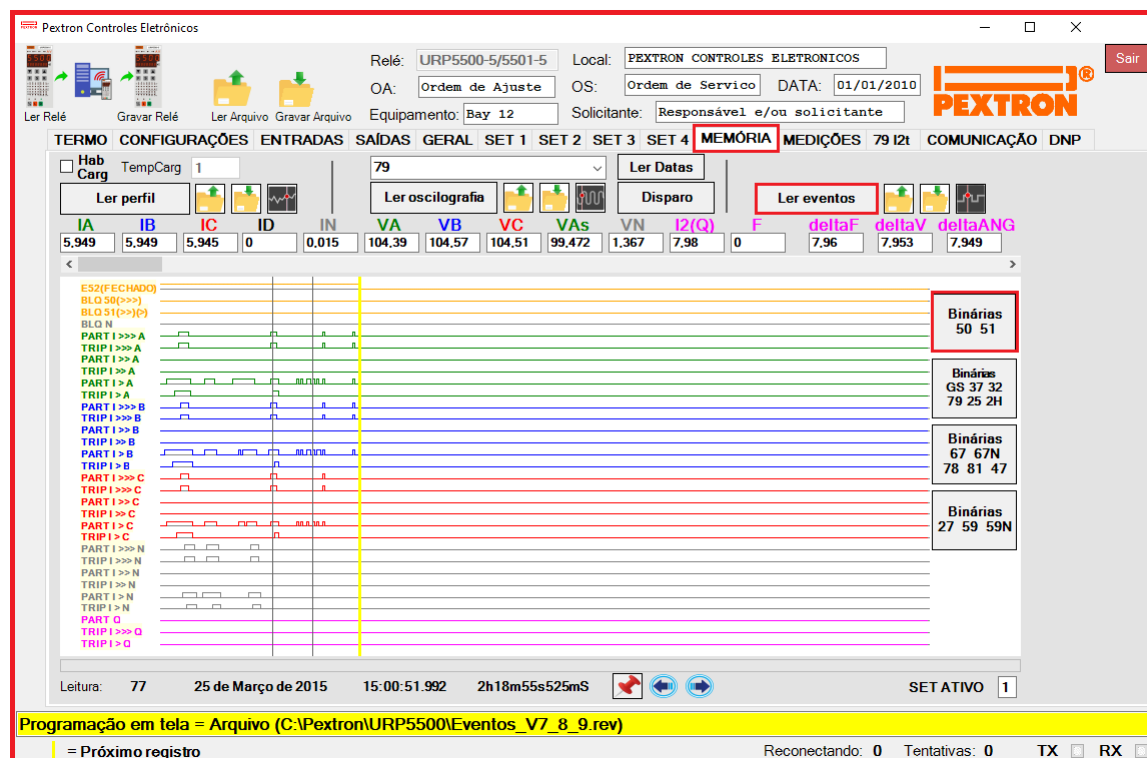 Pextron Controles Eletrônicos
Relé: URP5500-5/5501-5 Local: PEXTRON CONTROLES ELETRONICOS Sair
OA: Ordem de Ajuste OS: Ordem de Servico DATA: 01/01/2010
Equipamento: Bay 12 Solicitante: Responsável e/ou solicitante
PEXTRON ®
Ler Relé Gravar Relé Ler Arquivo Gravar Arquivo
TERMO CONFIGURAÇÕES ENTRADAS SAÍDAS GERAL SET 1 SET 2 SET 3 SET 4 MEMÓRIA MEDIÇÕES 79 I2t COMUNICAÇÃO DNP
Hab Carg TempCarg 1 79 Ler Datas
Ler perfil Ler oscilografia Disparo Ler eventos
IA IB IC ID IN VA VB VC VAs VN I2(Q) F deltaF deltaV deltaANG
5,949 5,949 5,945 0 0,015 104,39 104,57 104,51 99,472 1,367 7,98 0 7,96 7,953 7,949
E52(FECHADO)
BLQ 50(>>>)
BLQ 51(>>)(>)
BLQ N
PART I >>> A
TRIP I >>> A
PART I >> A
TRIP I >> A
PART I > A
TRIP I > A
PART I >>> B
TRIP I >>> B
PART I >> B
TRIP I >> B
PART I > B
TRIP I > B
PART I >>> C
TRIP I >>> C
PART I >> C
TRIP I >> C
PART I > C
TRIP I > C
PART I >>> N
TRIP I >>> N
PART I >> N
TRIP I >> N
PART I > N
TRIP I > N
PART Q
TRIP I >>> Q
TRIP I > Q
Binárias
50 51
Binárias
GS 37 32
79 25 2H
Binárias
67 67N
78 81 47
Binárias
27 59 59N
Leitura: 77 25 de Março de 2015 15:00:51.992 2h18m55s525mS SET ATIVO 1
Programação em tela = Arquivo (C:\Pextron\URP5500\Eventos_V7_8_9.rev)
= Próximo registro Reconectando: 0 Tentativas: 0 TX RX